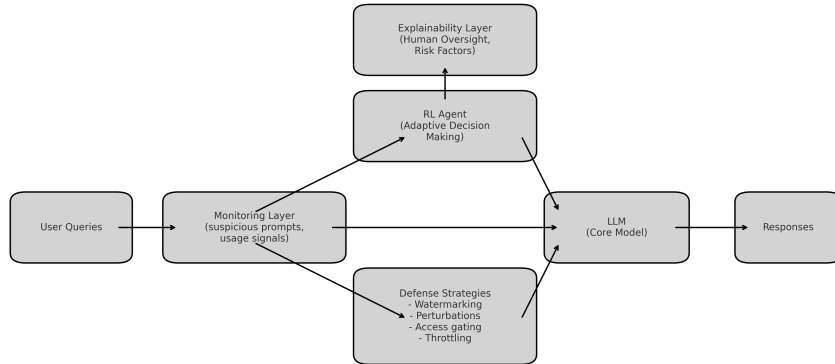 Explainability Layer
(Human Oversight,
Risk Factors)
RL Agent
(Adaptive Decision
Making)
User Queries
Monitoring Layer
(suspicious prompts,
usage signals)
LLM
(Core Model)
Responses
Defense Strategies
- Watermarking
- Perturbations
- Access gating
- Throttling